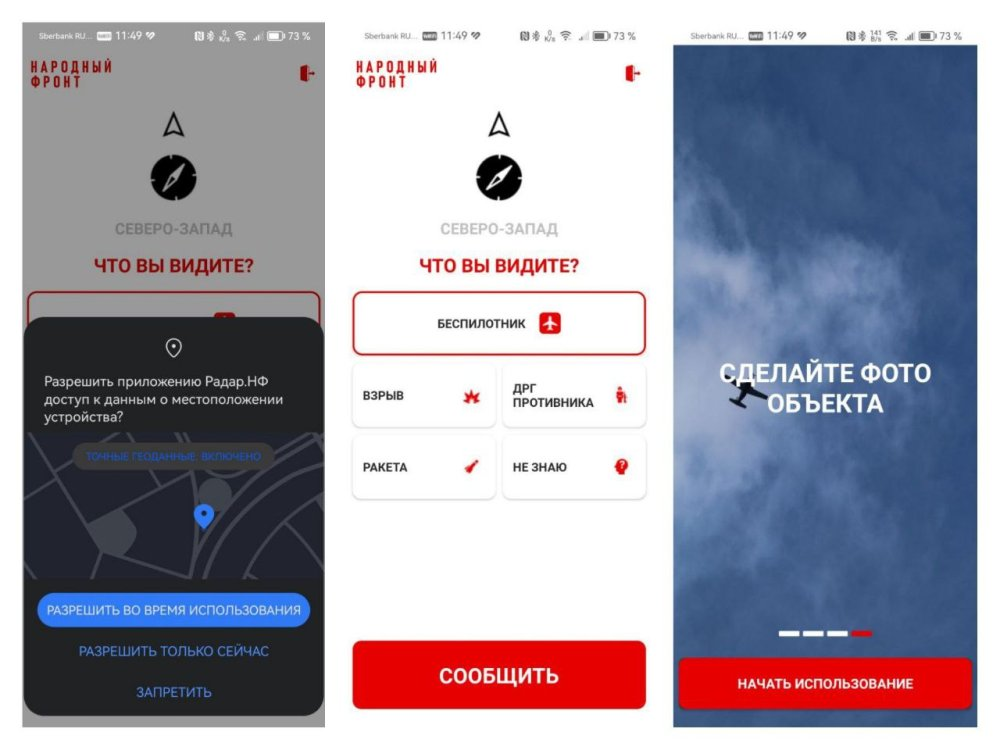 Sberbank RU... 11:49 73 %
НАРОДНЫЙ
ФРОНТ
СЕВЕРО-ЗАПАД
ЧТО ВЫ ВИДИТЕ?
Разрешить приложению Радар.НФ
доступ к данным о местоположении
устройства?
ТОЧНЫЕ ГЕОДАННЫЕ: ВКЛЮЧЕНО
РАЗРЕШИТЬ ВО ВРЕМЯ ИСПОЛЬЗОВАНИЯ
РАЗРЕШИТЬ ТОЛЬКО СЕЙЧАС
ЗАПРЕТИТЬ
Sberbank RU... 11:49 0 K/s 73 %
НАРОДНЫЙ
ФРОНТ
СЕВЕРО-ЗАПАД
ЧТО ВЫ ВИДИТЕ?
БЕСПИЛОТНИК
ВЗРЫВ
ДРГ
ПРОТИВНИКА
РАКЕТА
НЕ ЗНАЮ
СООБЩИТЬ
Sberbank RU... 11:49 141 B/s 73 %
СДЕЛАЙТЕ ФОТО
ОБЪЕКТА
НАЧАТЬ ИСПОЛЬЗОВАНИЕ